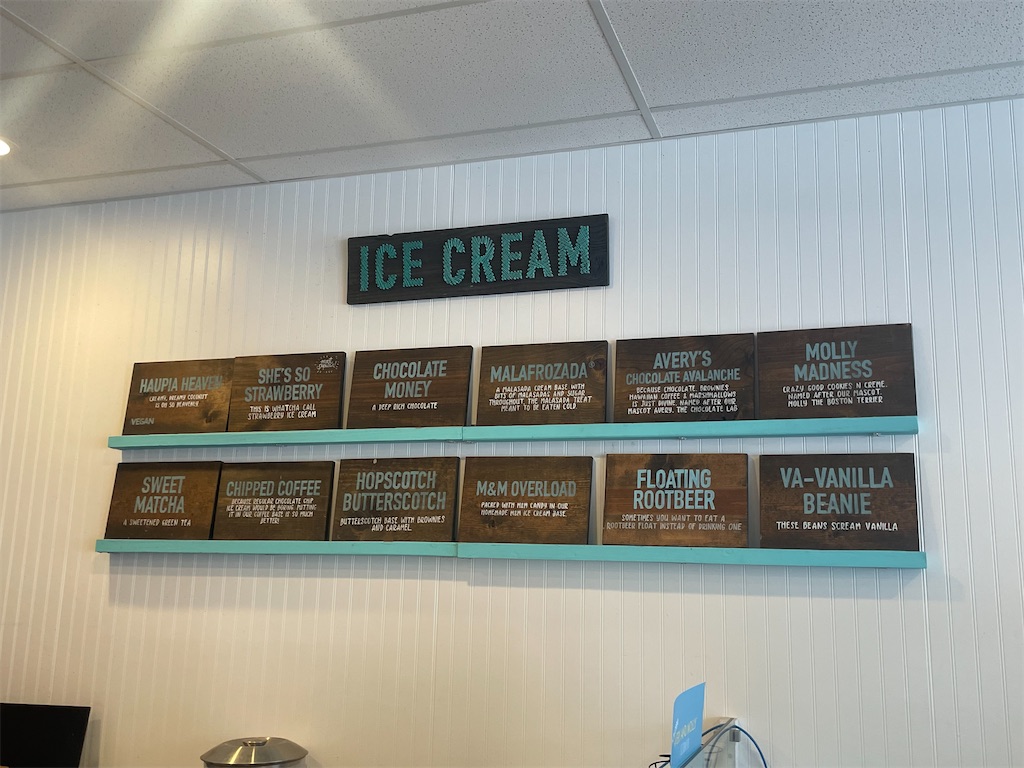 ICE CREAM
HAUPIA HEAVEN
CREAMY, DREAMY COCONUT
IS OH SO HEAVENLY
VEGAN
SHE'S SO
STRAWBERRY
THIS IS WHATCHA CALL
STRAWBERRY ICE CREAM
CHOCOLATE
MONEY
A DEEP RICH CHOCOLATE
MALAFROZADA
A MALASADA CREAM BASE WITH
BITS OF MALASADAS AND SUGAR
THROUGHOUT. THE MALASADA TREAT
MEANT TO BE EATEN COLD.
AVERY'S
CHOCOLATE AVALANCHE
BECAUSE CHOCOLATE, BROWNIES
HAWAIIAN COFFEE & MARSHMALLOWS
IS JUST DIVINE. NAMED AFTER OUR
MASCOT AVERY, THE CHOCOLATE LAB
MOLLY
MADNESS
CRAZY GOOD COOKIES N CREME.
NAMED AFTER OUR MASCOT,
MOLLY THE BOSTON TERRIER
SWEET
MATCHA
A SWEETENED GREEN TEA
CHIPPED COFFEE
BECAUSE REGULAR CHOCOLATE CHIP
ICE CREAM WOULD BE BORING. PUTTING
IT IN OUR COFFEE BASE IS SO MUCH
BETTER!
HOPSCOTCH
BUTTERSCOTCH
BUTTERSCOTCH BASE WITH BROWNIES
AND CARAMEL.
M&M OVERLOAD
PACKED WITH M&M CANDY IN OUR
HOMEMADE M&M ICE CREAM BASE.
FLOATING
ROOTBEER
SOMETIMES YOU WANT TO EAT A
ROOTBEER FLOAT INSTEAD OF DRINKING ONE
VA-VANILLA
BEANIE
THESE BEANS SCREAM VANILLA